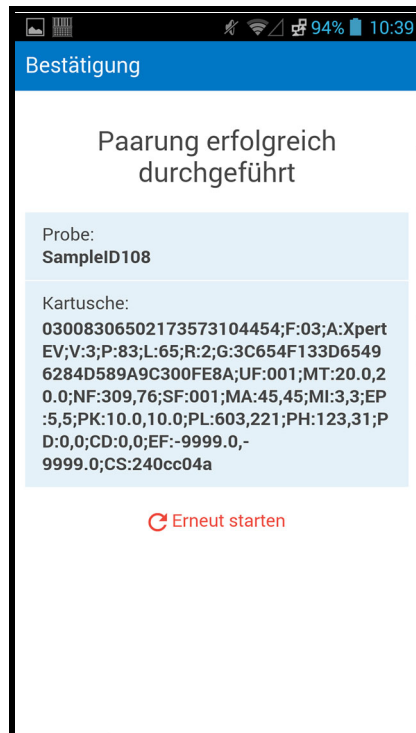 94% 10:39
Bestätigung
Paarung erfolgreich
durchgeführt
Probe:
SampleID108
Kartusche:
03008306502173573104454;F:03;A:Xpert
EV;V:3;P:83;L:65;R:2;G:3C654F133D6549
6284D589A9C300FE8A;UF:001;MT:20.0,2
0.0;NF:309,76;SF:001;MA:45,45;MI:3,3;EP
:5,5;PK:10.0,10.0;PL:603,221;PH:123,31;P
D:0,0;CD:0,0;EF:-9999.0,-
9999.0;CS:240cc04a
Erneut starten